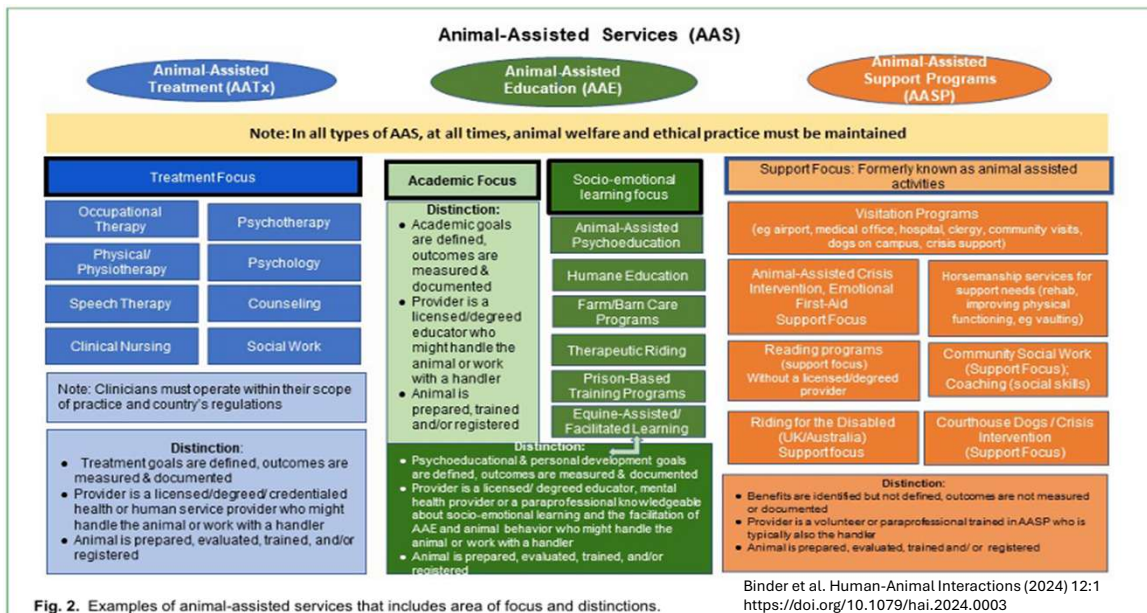 Animal-Assisted Services (AAS)
Animal-Assisted
Treatment (AATx)
Animal-Assisted
Education (AAE)
Animal-Assisted
Support Programs
(AASP)
Note: In all types of AAS, at all times, animal welfare and ethical practice must be maintained
Treatment Focus
Occupational
Therapy
Psychotherapy
Physical/
Physiotherapy
Psychology
Speech Therapy
Counseling
Clinical Nursing
Social Work
Note: Clinicians must operate within their scope
of practice and country's regulations
Distinction:
• Treatment goals are defined, outcomes are
measured & documented
• Provider is a licensed/degreed/ credentialed
health or human service provider who might
handle the animal or work with a handler
• Animal is prepared, evaluated, trained, and/or
registered
Academic Focus
Distinction:
• Academic goals
are defined,
outcomes are
measured &
documented
• Provider is a
licensed/degreed
educator who
might handle the
animal or work
with a handler
• Animal is
prepared, trained
and/or registered
Socio-emotional
learning focus
Animal-Assisted
Psychoeducation
Humane Education
Farm/Barn Care
Programs
Therapeutic Riding
Prison-Based
Training Programs
Equine-Assisted/
Facilitated Learning
Distinction:
• Psychoeducational & personal development goals
are defined, outcomes are measured & documented
• Provider is a licensed/ degreed educator, mental
health provider or a paraprofessional knowledgeable
about socio-emotional learning and the facilitation of
AAE and animal behavior who might handle the
animal or work with a handler
• Animal is prepared, evaluated, trained, and/or
registered
Support Focus: Formerly known as animal assisted
activities
Visitation Programs
(eg airport, medical office, hospital, clergy, community visits,
dogs on campus, crisis support)
Animal-Assisted Crisis
Intervention, Emotional
First-Aid
Support Focus
Horsemanship services for
support needs (rehab,
improving physical
functioning, eg vaulting)
Reading programs
(support focus)
Without a licensed/degreed
provider
Community Social Work
(Support Focus);
Coaching (social skills)
Riding for the Disabled
(UK/Australia)
Support focus
Courthouse Dogs / Crisis
Intervention
(Support Focus)
Distinction:
• Benefits are identified but not defined, outcomes are not measured
or documented
• Provider is a volunteer or paraprofessional trained in AASP who is
typically also the handler
• Animal is prepared, evaluated, trained and/ or registered
Fig. 2. Examples of animal-assisted services that includes area of focus and distinctions.
Binder et al. Human-Animal Interactions (2024) 12:1
https://doi.org/10.1079/hai.2024.0003